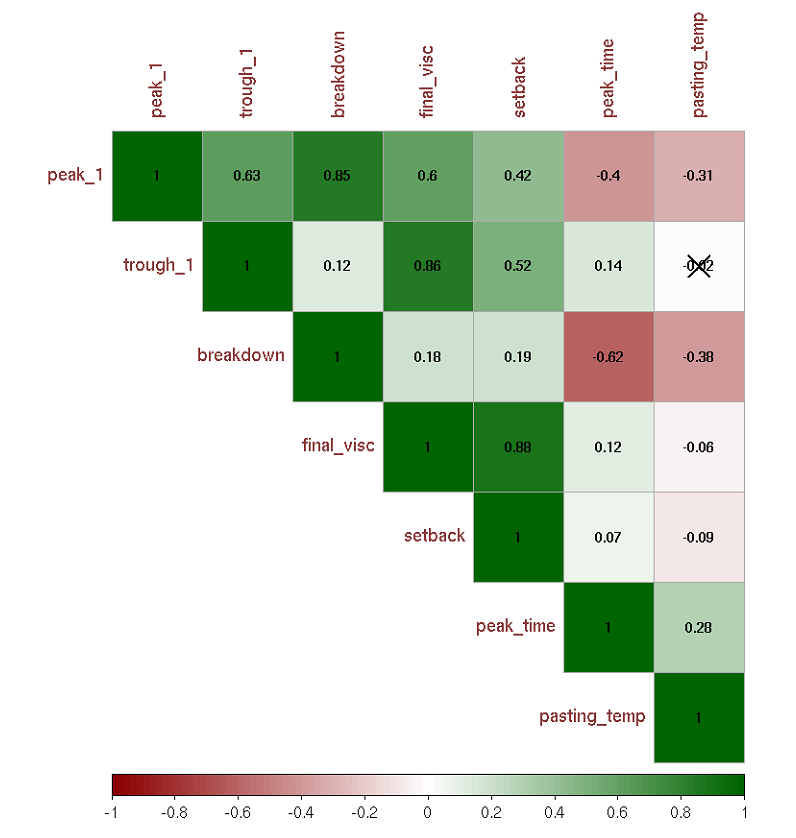 peak_1 trough_1 breakdown final_visc setback peak_time pasting_temp
peak_1 1 0.63 0.85 0.6 0.42 -0.4 -0.31
trough_1 1 0.12 0.86 0.52 0.14 -0.02
breakdown 1 0.18 0.19 -0.62 -0.38
final_visc 1 0.88 0.12 -0.06
setback 1 0.07 -0.09
peak_time 1 0.28
pasting_temp 1
-1 -0.8 -0.6 -0.4 -0.2 0 0.2 0.4 0.6 0.8 1